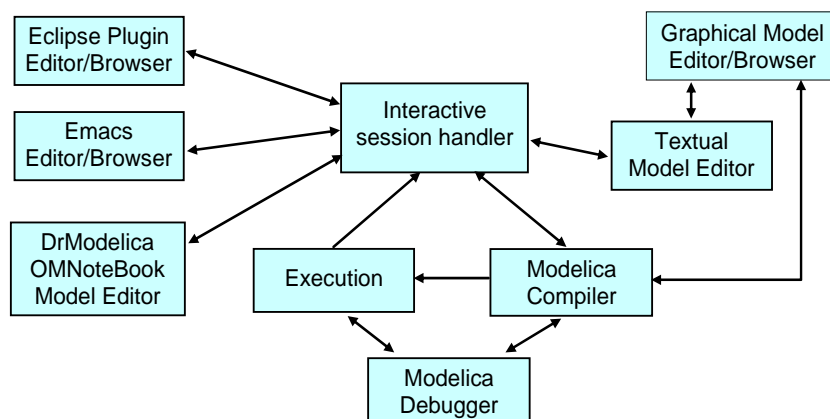 Eclipse Plugin
Editor/Browser
Emacs
Editor/Browser
DrModelica
OMNoteBook
Model Editor
Interactive
session handler
Graphical Model
Editor/Browser
Textual
Model Editor
Execution
Modelica
Compiler
Modelica
Debugger